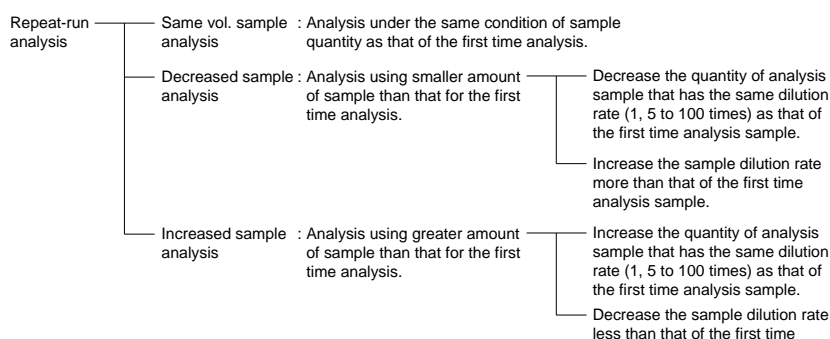 Repeat-run
analysis
Same vol. sample
analysis
: Analysis under the same condition of sample
quantity as that of the first time analysis.
Decreased sample
analysis
: Analysis using smaller amount
of sample than that for the first
time analysis.
Decrease the quantity of analysis
sample that has the same dilution
rate (1, 5 to 100 times) as that of
the first time analysis sample.
Increase the sample dilution rate
more than that of the first time
analysis sample.
Increased sample
analysis
: Analysis using greater amount
of sample than that for the first
time analysis.
Increase the quantity of analysis
sample that has the same dilution
rate (1, 5 to 100 times) as that of
the first time analysis sample.
Decrease the sample dilution rate
less than that of the first time